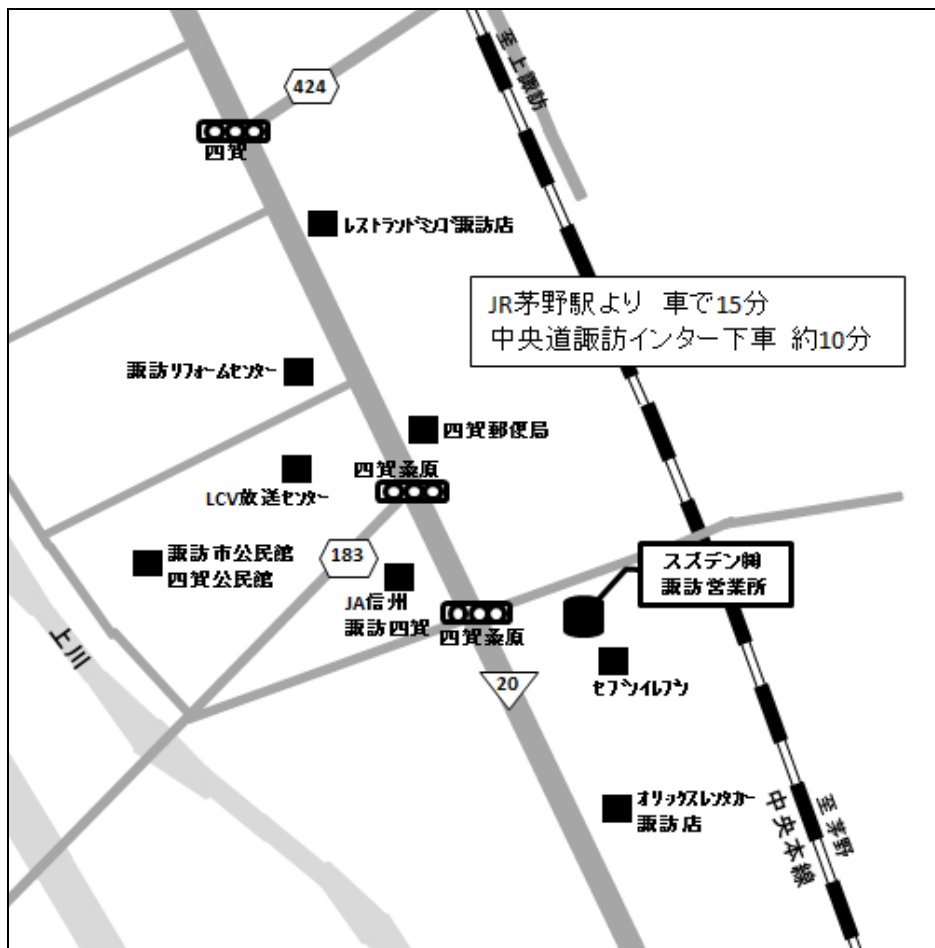 424
至上諏訪
四賀
レストランドミンゴ諏訪店
JR茅野駅より 車で15分
中央道諏訪インター下車 約10分
諏訪リフォームセンター
四賀郵便局
四賀桑原
LCV放送センター
183
諏訪市公民館
四賀公民館
スズデン㈱
諏訪営業所
JA信州
諏訪四賀
四賀桑原
上川
20
セブンイレブン
オリックスレンタカー
諏訪店
中央本線
至茅野